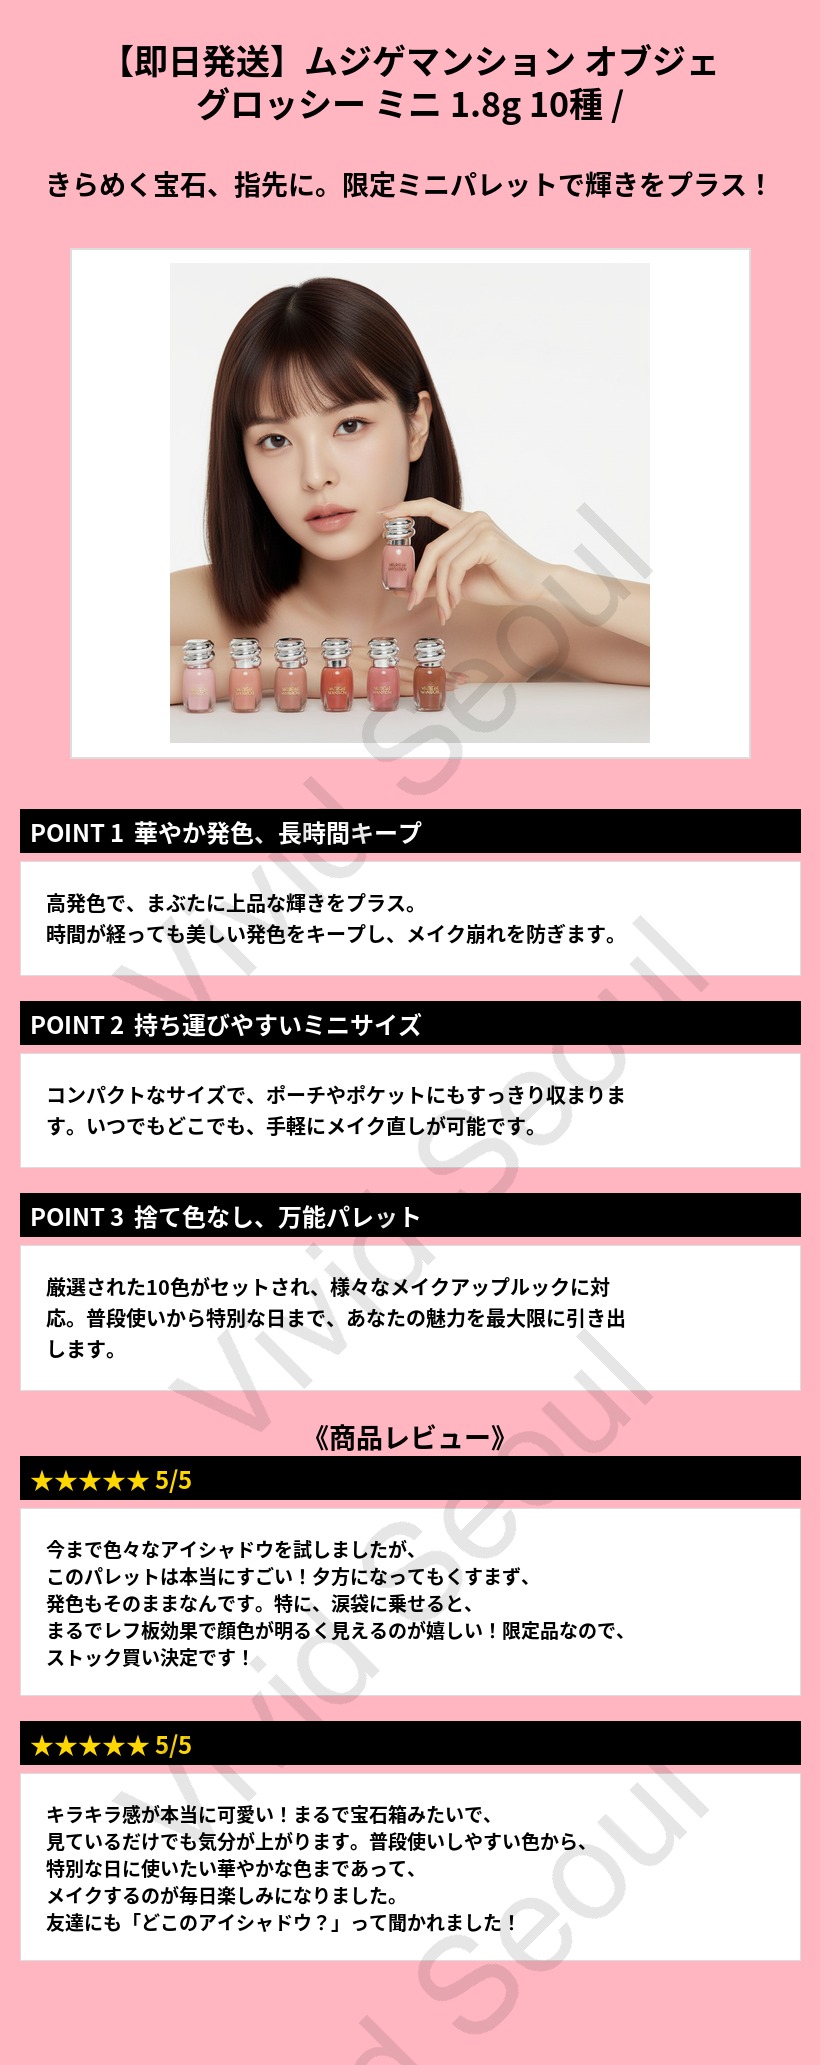 【即日発送】ムジゲマンション オブジェ
グロッシー ミニ 1.8g 10種 /
きらめく宝石、指先に。限定ミニパレットで輝きをプラス！
POINT 1 華やか発色、長時間キープ
高発色で、まぶたに上品な輝きをプラス。
時間が経っても美しい発色をキープし、メイク崩れを防ぎます。
POINT 2 持ち運びやすいミニサイズ
コンパクトなサイズで、ポーチやポケットにもすっきり収まりま
す。いつでもどこでも、手軽にメイク直しが可能です。
POINT 3 捨て色なし、万能パレット
厳選された10色がセットされ、様々なメイクアップルックに対
応。普段使いから特別な日まで、あなたの魅力を最大限に引き出
します。
《商品レビュー》
★★★★★ 5/5
今まで色々なアイシャドウを試しましたが、
このパレットは本当にすごい！夕方になってもくすまず、
発色もそのままなんです。特に、涙袋に乗せると、
まるでレフ板効果で顔色が明るく見えるのが嬉しい！限定品なので、
ストック買い決定です！
★★★★★ 5/5
キラキラ感が本当に可愛い！まるで宝石箱みたいで、
見ているだけでも気分が上がります。普段使いしやすい色から、
特別な日に使いたい華やかな色まであって、
メイクするのが毎日楽しみになりました。
友達にも「どこのアイシャドウ？」って聞かれました！
Vivid Seoul
Vivid Seoul
Vivid Seoul